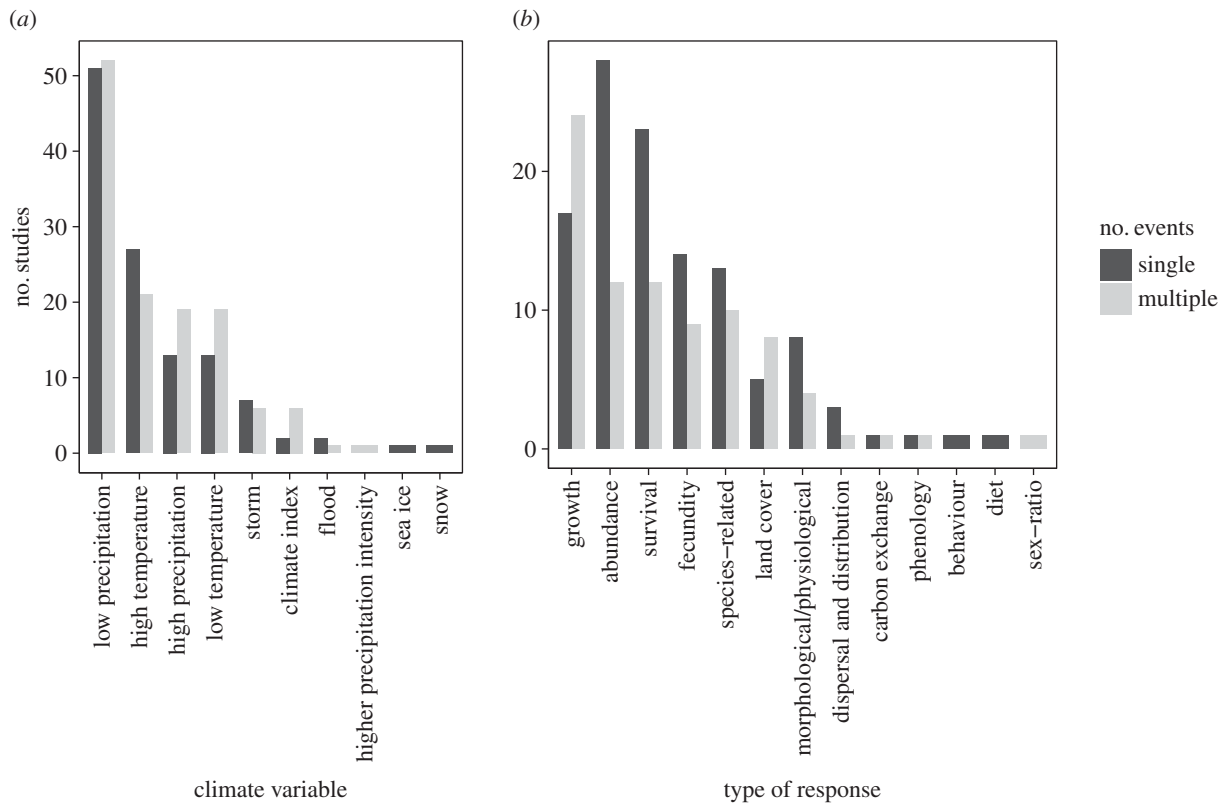 (a)
50
40
30
20
10
0
no. studies
low precipitation
high temperature
high precipitation
low temperature
storm
climate index
flood
higher precipitation intensity
sea ice
snow
climate variable
(b)
20
10
0
growth
abundance
survival
fecundity
species–related
land cover
morphological/physiological
dispersal and distribution
carbon exchange
phenology
behaviour
diet
sex–ratio
type of response
no. events
single
multiple